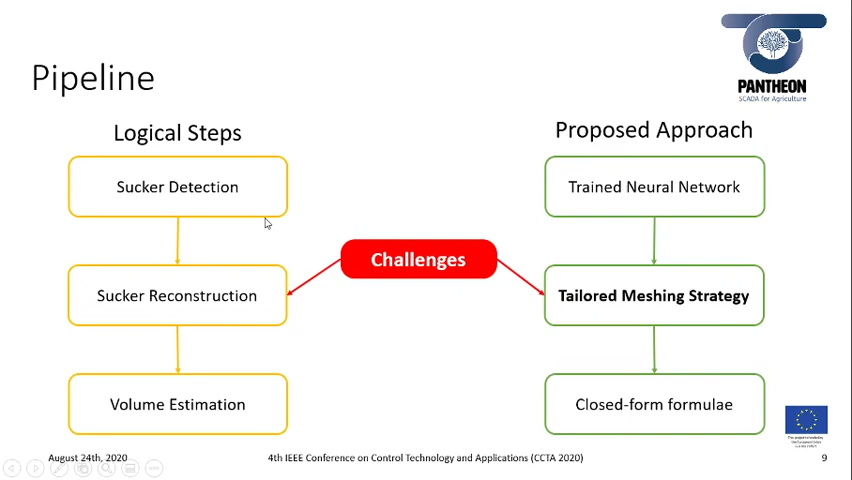 PANTHEON
SCADA for Agriculture
Pipeline
Logical Steps
Proposed Approach
Sucker Detection
Trained Neural Network
Challenges
Sucker Reconstruction
Tailored Meshing Strategy
Volume Estimation
Closed-form formulae
August 24th, 2020
4th IEEE Conference on Control Technology and Applications (CCTA 2020)
9